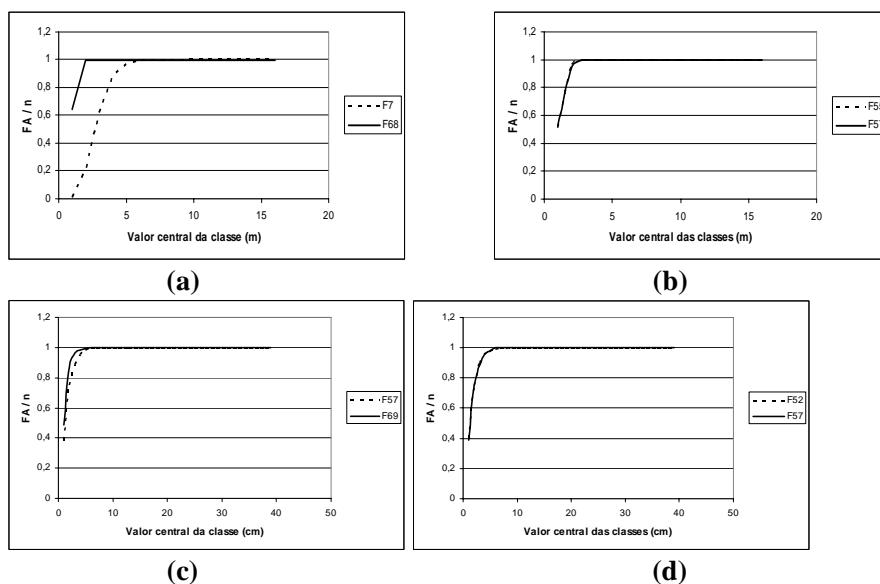 1,2
1
0,8
0,6
0,4
0,2
0
FA / n
0 5 10 15 20
Valor central da classe (m)
F7
F68
(a)
1,2
1
0,8
0,6
0,4
0,2
0
FA / n
0 5 10 15 20
Valor central das classes (m)
F55
F57
(b)
1,2
1
0,8
0,6
0,4
0,2
0
FA / n
0 10 20 30 40 50
Valor central da classe (cm)
F57
F69
(c)
1,2
1
0,8
0,6
0,4
0,2
0
FA / n
0 10 20 30 40 50
Valor central das classes (cm)
F52
F57
(d)